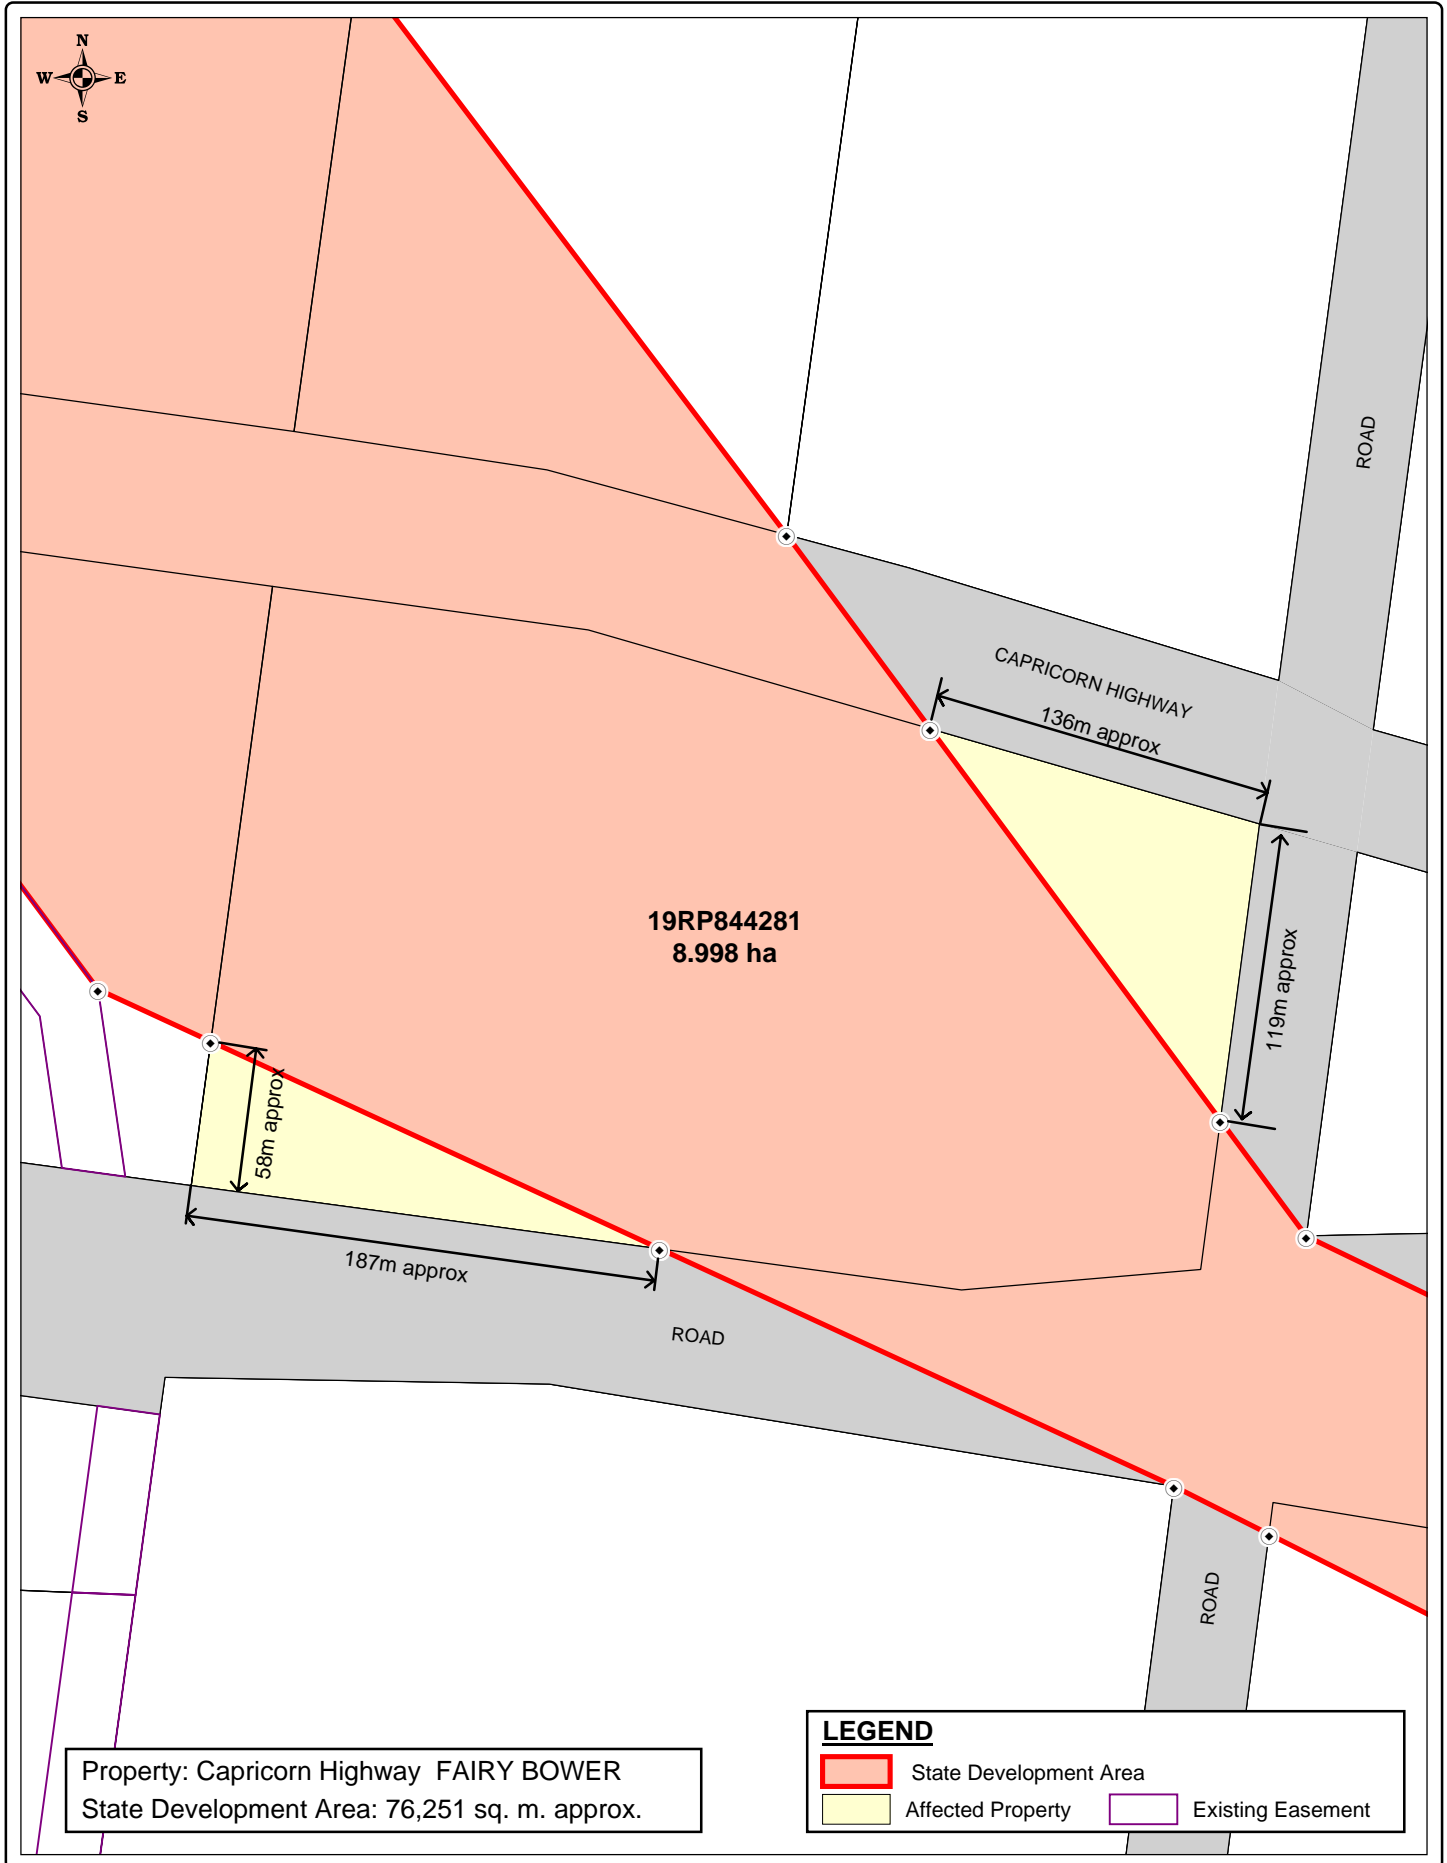 N
W E
S
ROAD
CAPRICORN HIGHWAY
136m approx
19RP844281
8.998 ha
119m approx
58m approx
187m approx
ROAD
ROAD
Property: Capricorn Highway FAIRY BOWER
State Development Area: 76,251 sq. m. approx.
LEGEND
State Development Area
Affected Property
Existing Easement